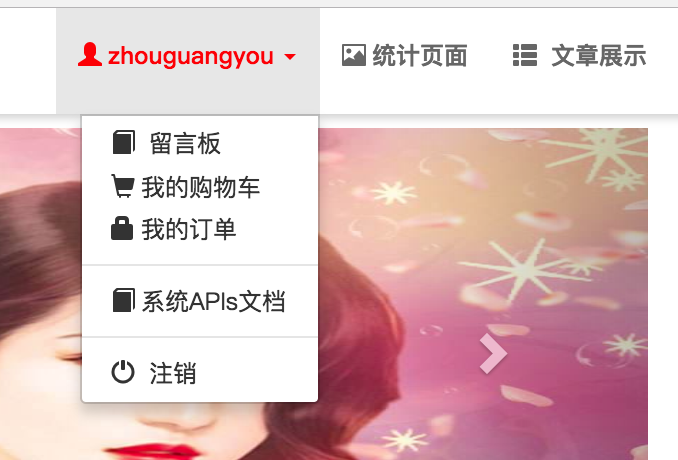 zhouguangyou 统计页面 文章展示
留言板
我的购物车
我的订单
系统APIs文档
注销